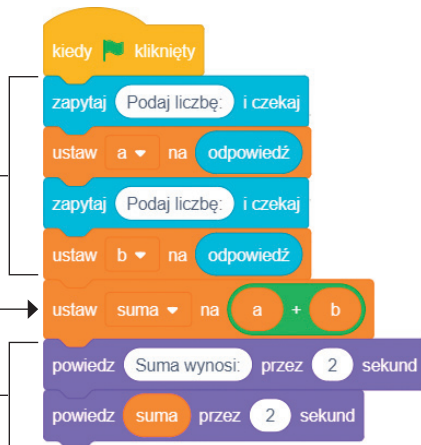 kiedy kliknięty
zapytaj Podaj liczbę: i czekaj
ustaw a na odpowiedź
zapytaj Podaj liczbę: i czekaj
ustaw b na odpowiedź
ustaw suma na a + b
powiedz Suma wynosi: przez 2 sekund
powiedz suma przez 2 sekund